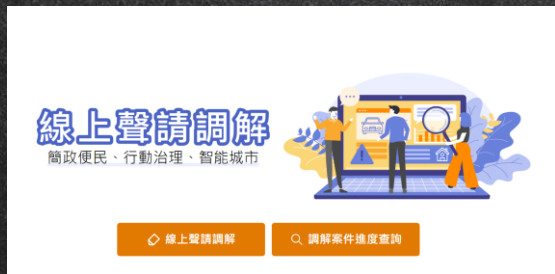 線上聲請調解
簡政便民、行動治理、智能城市
線上聲請調解
調解案件進度查詢